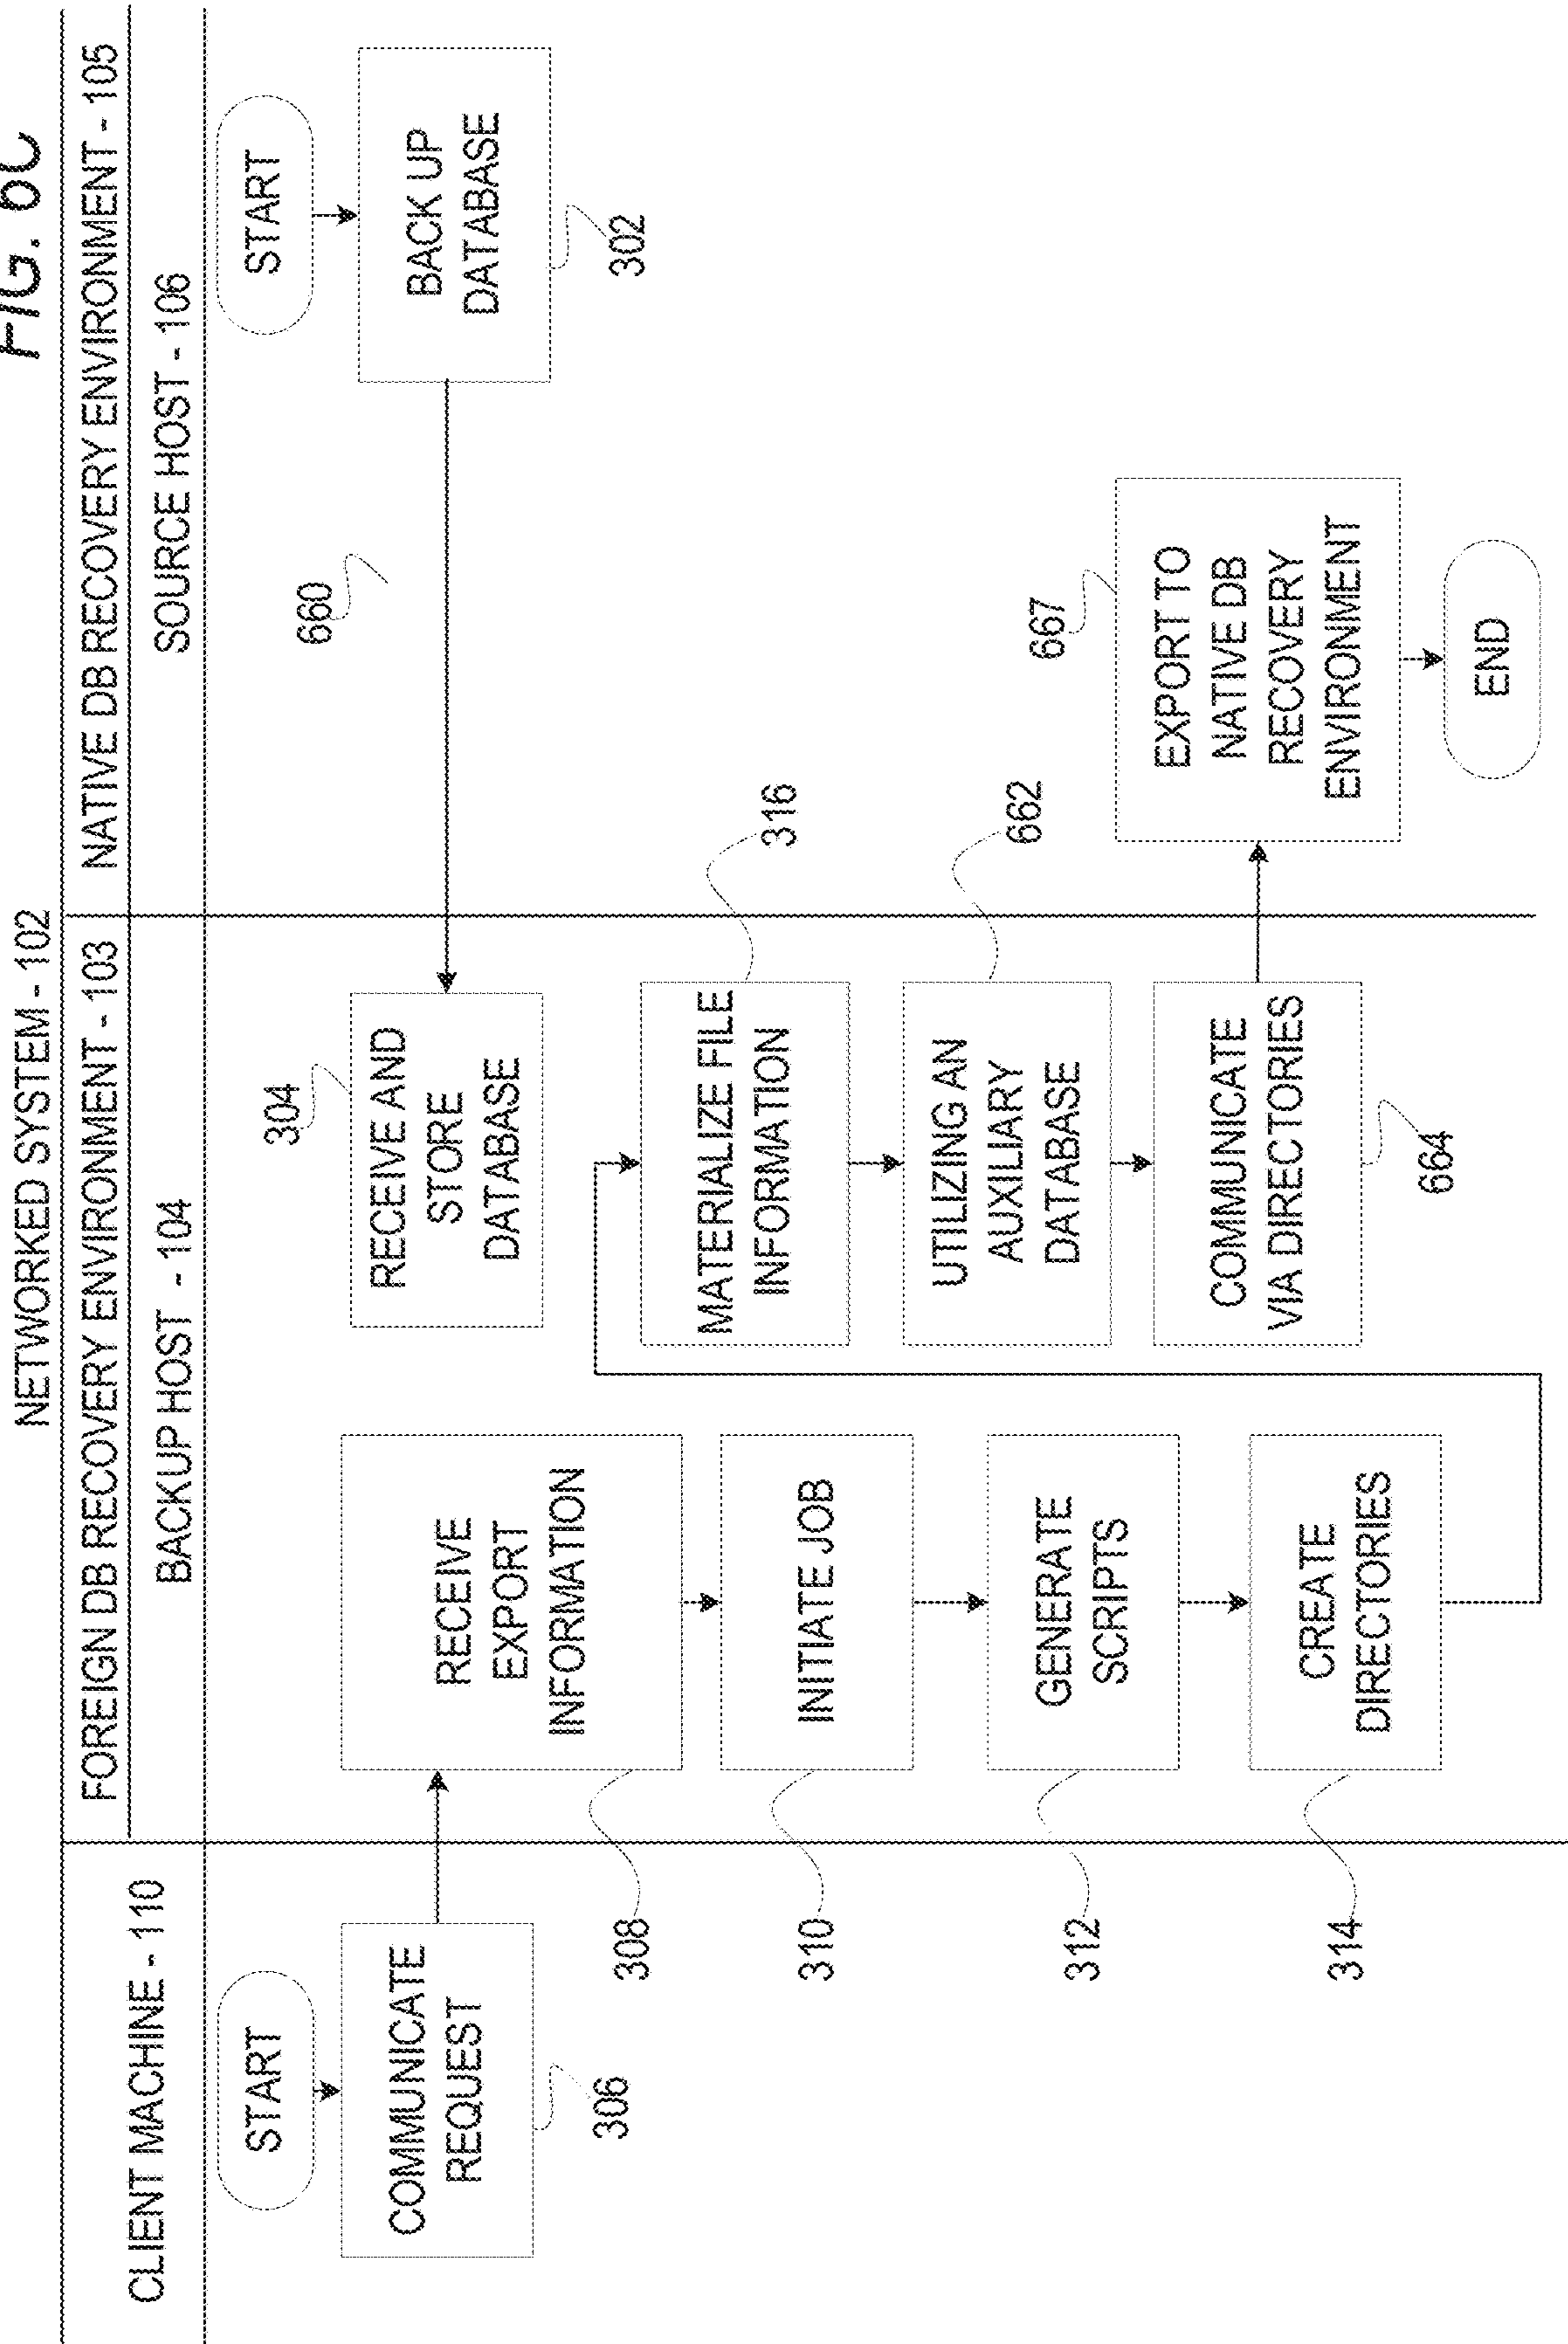 FIG. 6C
NETWORKED SYSTEM - 102
CLIENT MACHINE - 110
FOREIGN DB RECOVERY ENVIRONMENT - 103
NATIVE DB RECOVERY ENVIRONMENT - 105
BACKUP HOST - 104
SOURCE HOST - 106
START
COMMUNICATE
REQUEST
306
RECEIVE
EXPORT
INFORMATION
308
INITIATE JOB
310
GENERATE
SCRIPTS
312
CREATE
DIRECTORIES
314
304
RECEIVE AND
STORE
DATABASE
MATERIALIZE FILE
INFORMATION
316
UTILIZING AN
AUXILIARY
DATABASE
662
COMMUNICATE
VIA DIRECTORIES
664
660
START
BACK UP
DATABASE
302
667
EXPORT TO
NATIVE DB
RECOVERY
ENVIRONMENT
END